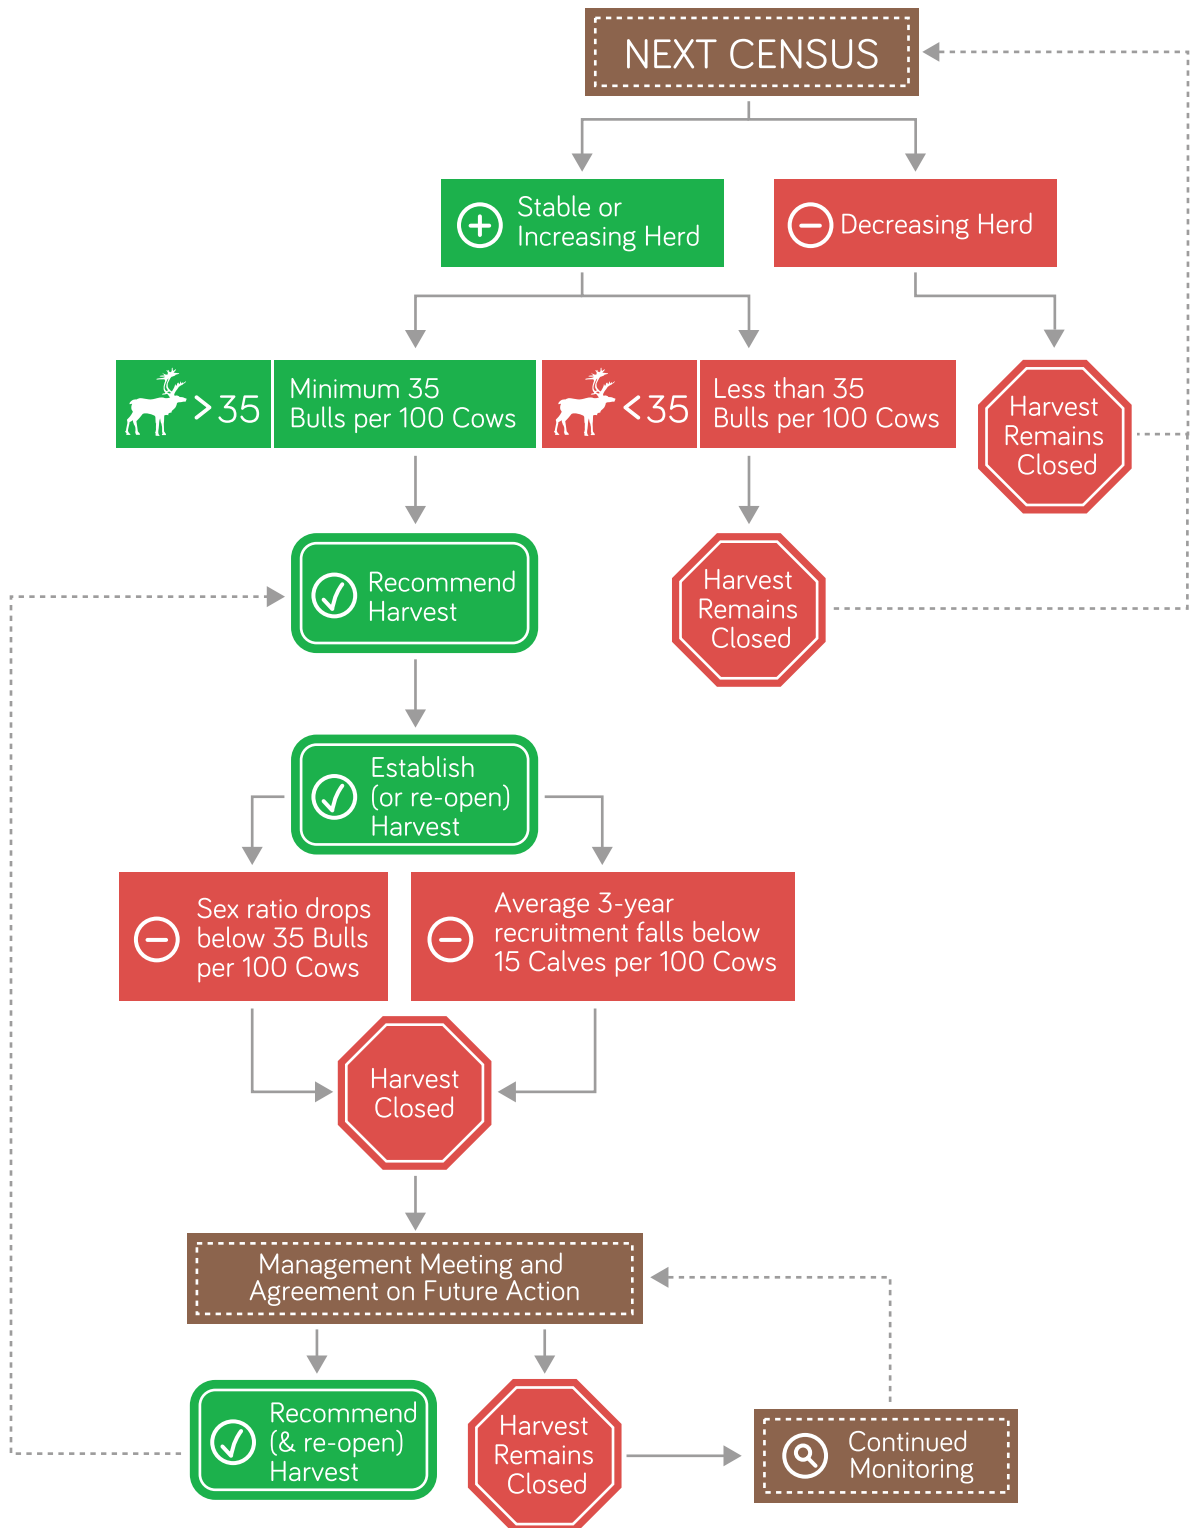 NEXT CENSUS
Stable or
Increasing Herd
Decreasing Herd
>35
Minimum 35
Bulls per 100 Cows
<35
Less than 35
Bulls per 100 Cows
Harvest
Remains
Closed
Recommend
Harvest
Harvest
Remains
Closed
Establish
(or re-open)
Harvest
Sex ratio drops
below 35 Bulls
per 100 Cows
Average 3-year
recruitment falls below
15 Calves per 100 Cows
Harvest
Closed
Management Meeting and
Agreement on Future Action
Recommend
(& re-open)
Harvest
Harvest
Remains
Closed
Continued
Monitoring